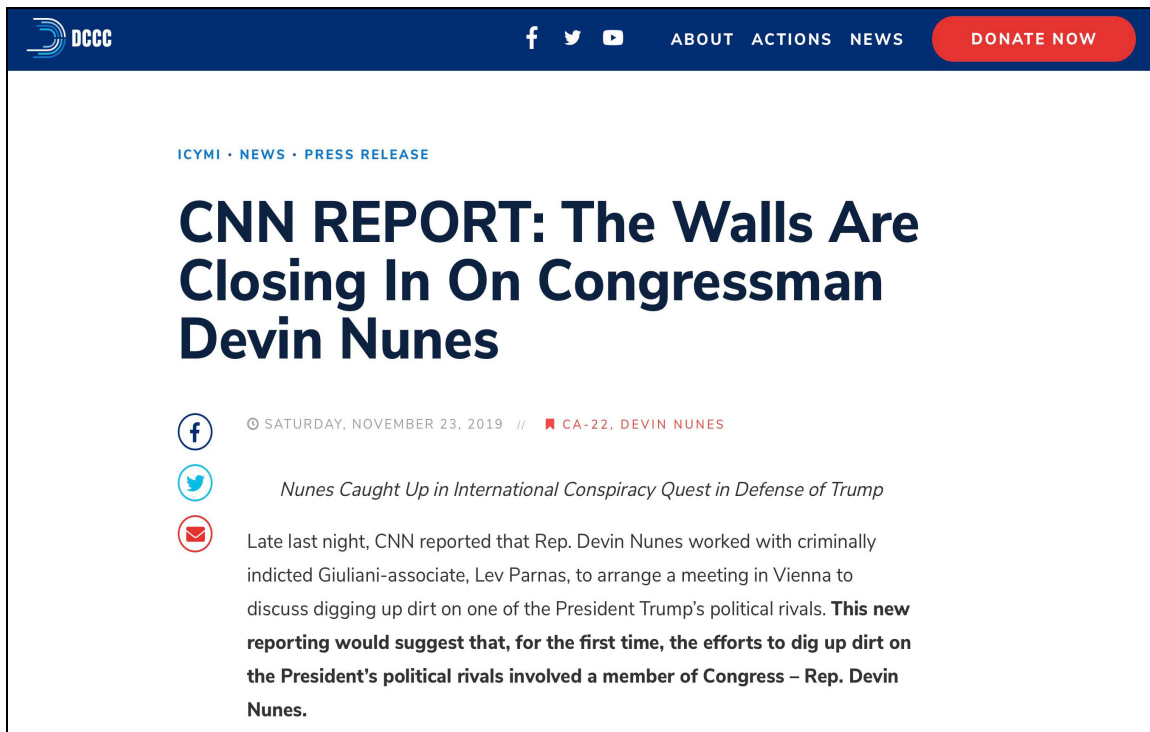 DCCC
ABOUT ACTIONS NEWS DONATE NOW
ICYMI · NEWS · PRESS RELEASE
CNN REPORT: The Walls Are
Closing In On Congressman
Devin Nunes
SATURDAY, NOVEMBER 23, 2019 // CA-22, DEVIN NUNES
Nunes Caught Up in International Conspiracy Quest in Defense of Trump
Late last night, CNN reported that Rep. Devin Nunes worked with criminally
indicted Giuliani-associate, Lev Parnas, to arrange a meeting in Vienna to
discuss digging up dirt on one of the President Trump’s political rivals. This new
reporting would suggest that, for the first time, the efforts to dig up dirt on
the President’s political rivals involved a member of Congress – Rep. Devin
Nunes.